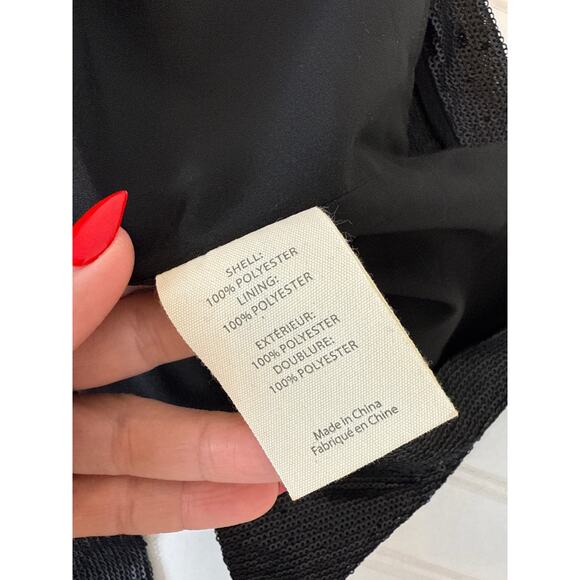 SHELL:
100% POLYESTER
LINING:
100% POLYESTER
EXTÉRIEUR:
100% POLYESTER
DOUBLURE:
100% POLYESTER
Made in China
Fabriqué en Chine